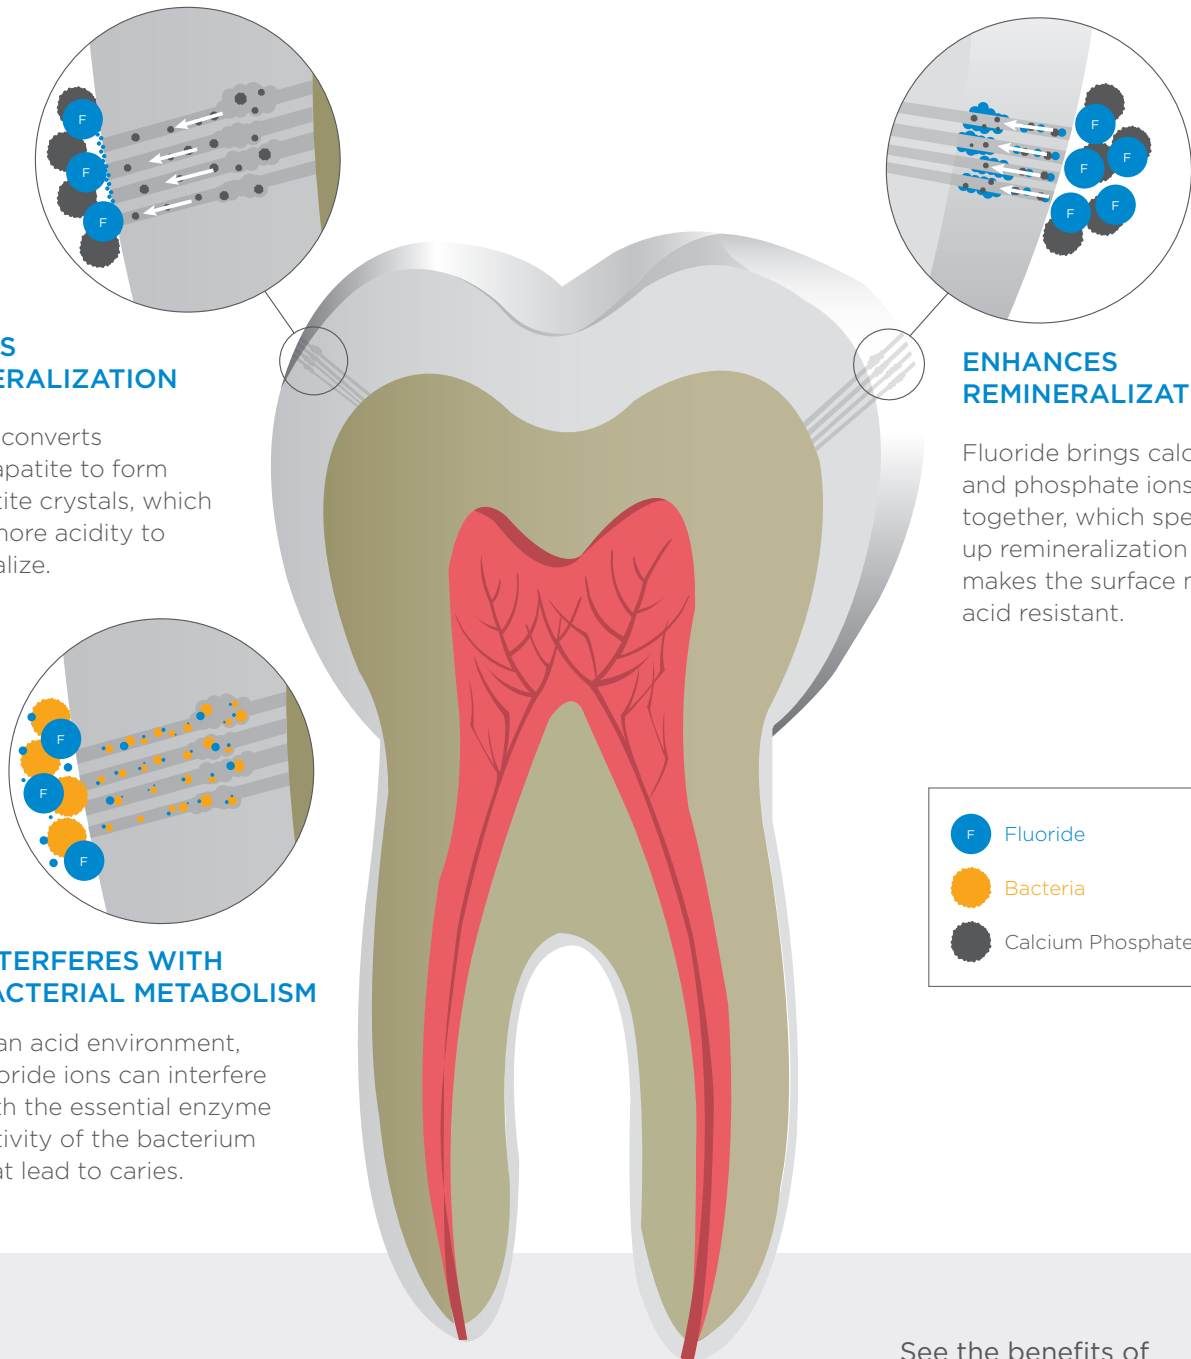 F
F
F
F
F
F
F
F
S
ERALIZATION
converts
apatite to form
tite crystals, which
more acidity to
alize.
ENHANCES
REMINERALIZAT
Fluoride brings calc
and phosphate ions
together, which spe
up remineralization
makes the surface
acid resistant.
F
F
F
TERFERES WITH
ACTERIAL METABOLISM
an acid environment,
oride ions can interfere
th the essential enzyme
tivity of the bacterium
at lead to caries.
F Fluoride
Bacteria
Calcium Phosphate
See the benefits of